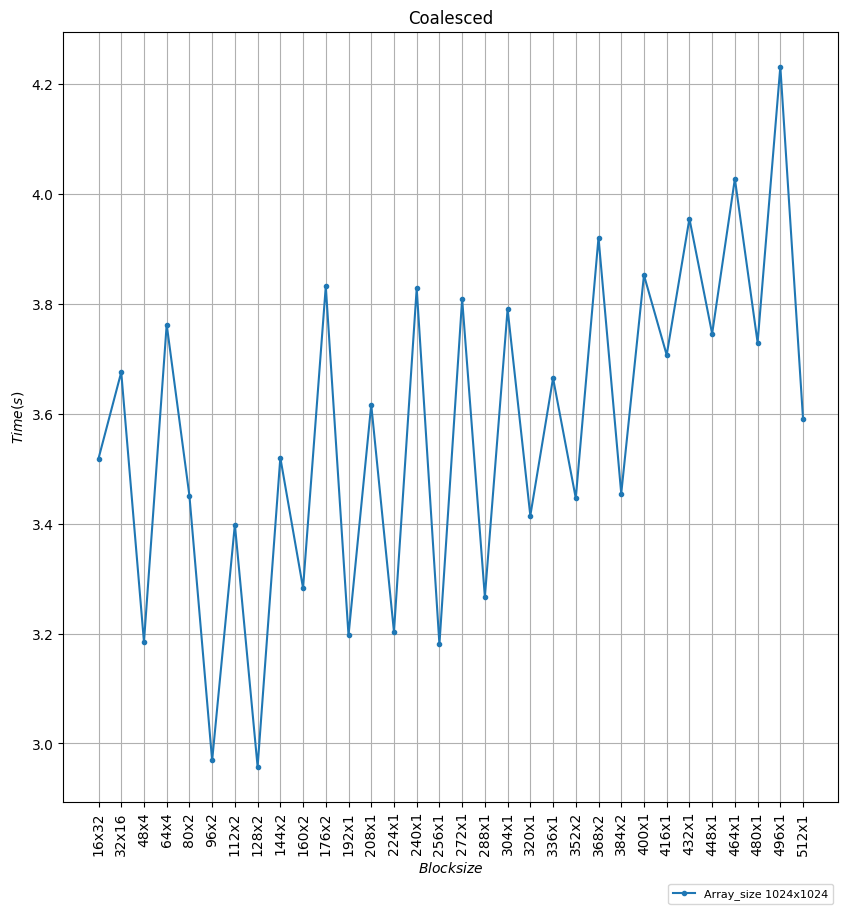 Coalesced
4.2
4.0
3.8
3.6
3.4
3.2
3.0
Time(s)
16x32
32x16
48x4
64x4
80x2
96x2
112x2
128x2
144x2
160x2
176x2
192x1
208x1
224x1
240x1
256x1
272x1
288x1
304x1
320x1
336x1
352x2
368x2
384x2
400x1
416x1
432x1
448x1
464x1
480x1
496x1
512x1
Blocksize
Array_size 1024x1024